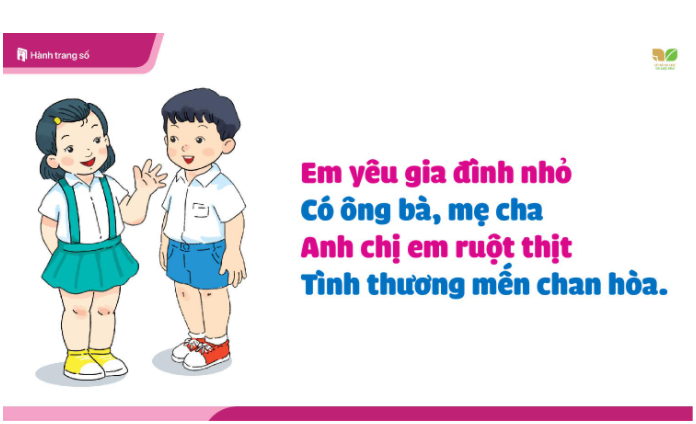 Hành trang số
Em yêu gia đình nhỏ
Có ông bà, mẹ cha
Anh chị em ruột thịt
Tình thương mến chan hòa.